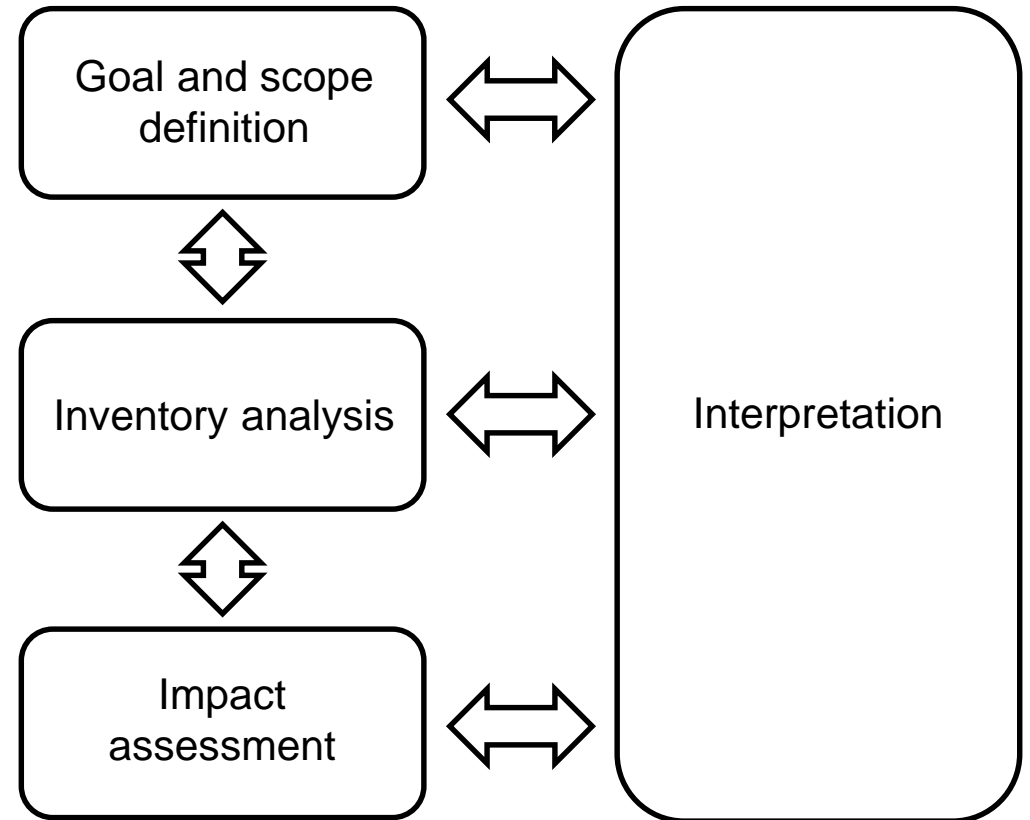 Goal and scope
definition
Inventory analysis
Interpretation
Impact
assessment